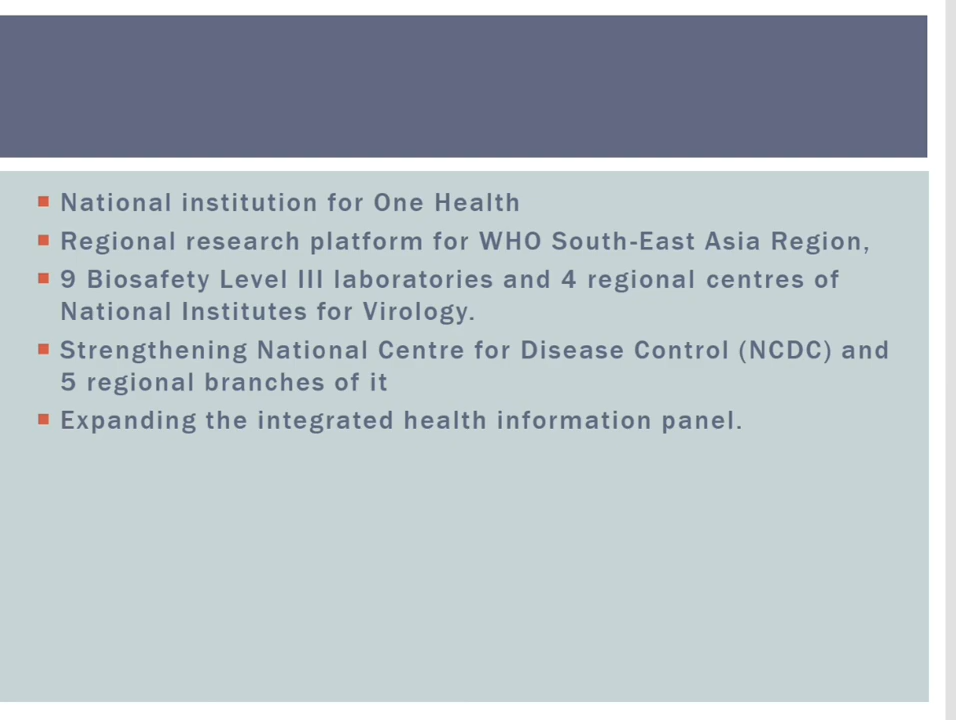 National institution for One Health
Regional research platform for WHO South-East Asia Region,
9 Biosafety Level III laboratories and 4 regional centres of
National Institutes for Virology.
Strengthening National Centre for Disease Control (NCDC) and
5 regional branches of it
Expanding the integrated health information panel.